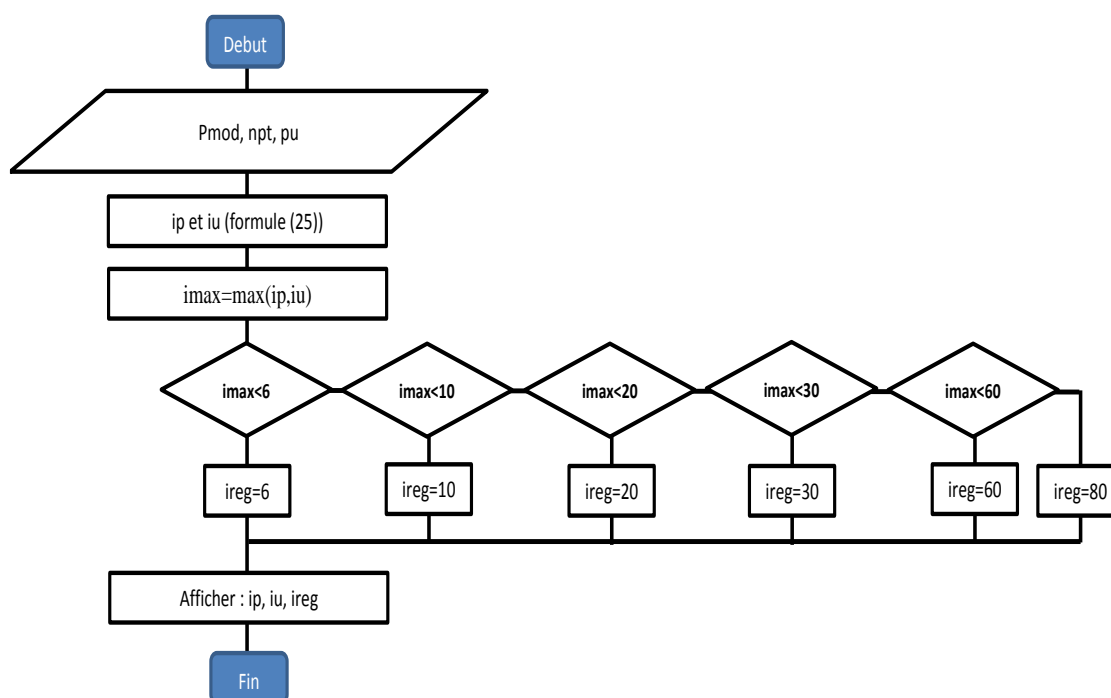 Debut
Pmod, npt, pu
ip et iu (formule (25))
imax=max(ip,iu)
imax<6
imax<10
imax<20
imax<30
imax<60
ireg=6
ireg=10
ireg=20
ireg=30
ireg=60
ireg=80
Afficher : ip, iu, ireg
Fin